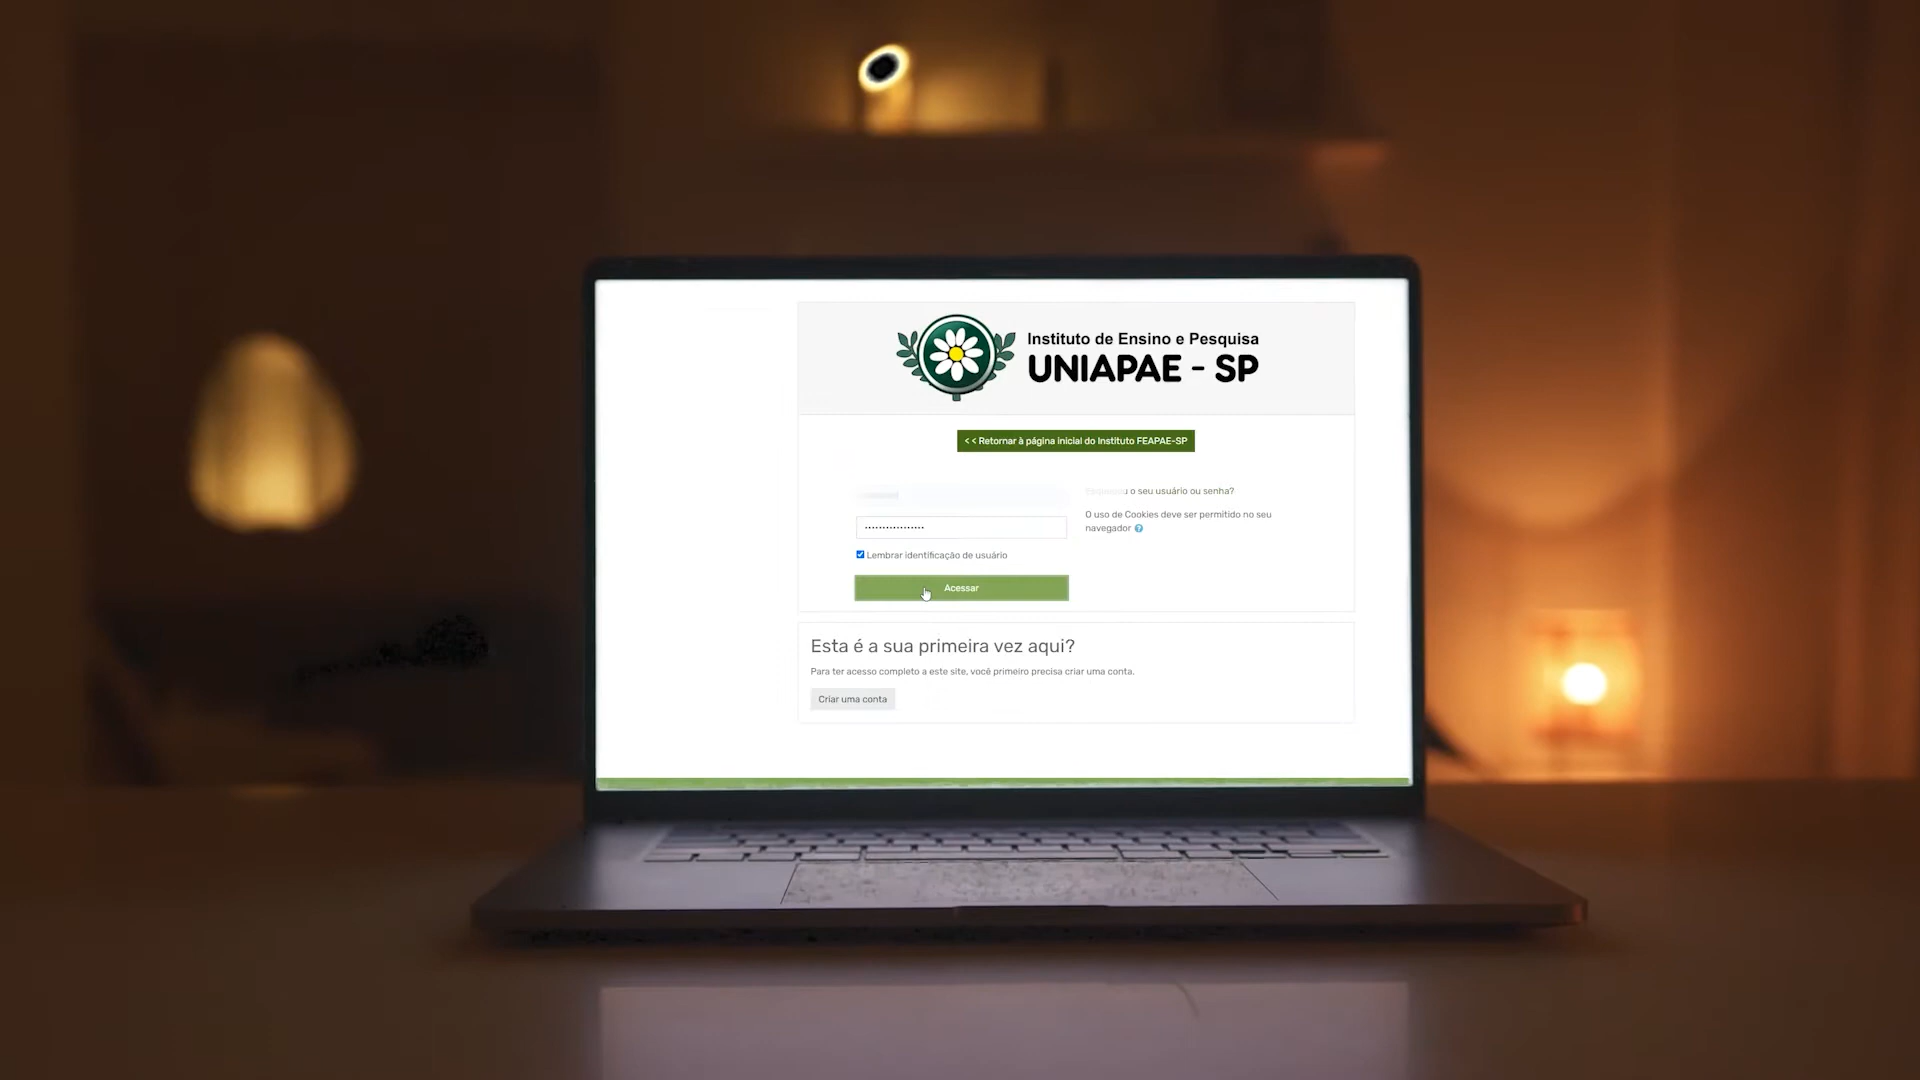 Instituto de Ensino e Pesquisa
UNIAPAE - SP
< < Retornar à página inicial do Instituto FEAPAE-SP
o seu usuário ou senha?
O uso de Cookies deve ser permitido no seu
navegador
Lembrar identificação de usuário
Acessar
Esta é a sua primeira vez aqui?
Para ter acesso completo a este site, você primeiro precisa criar uma conta.
Criar uma conta